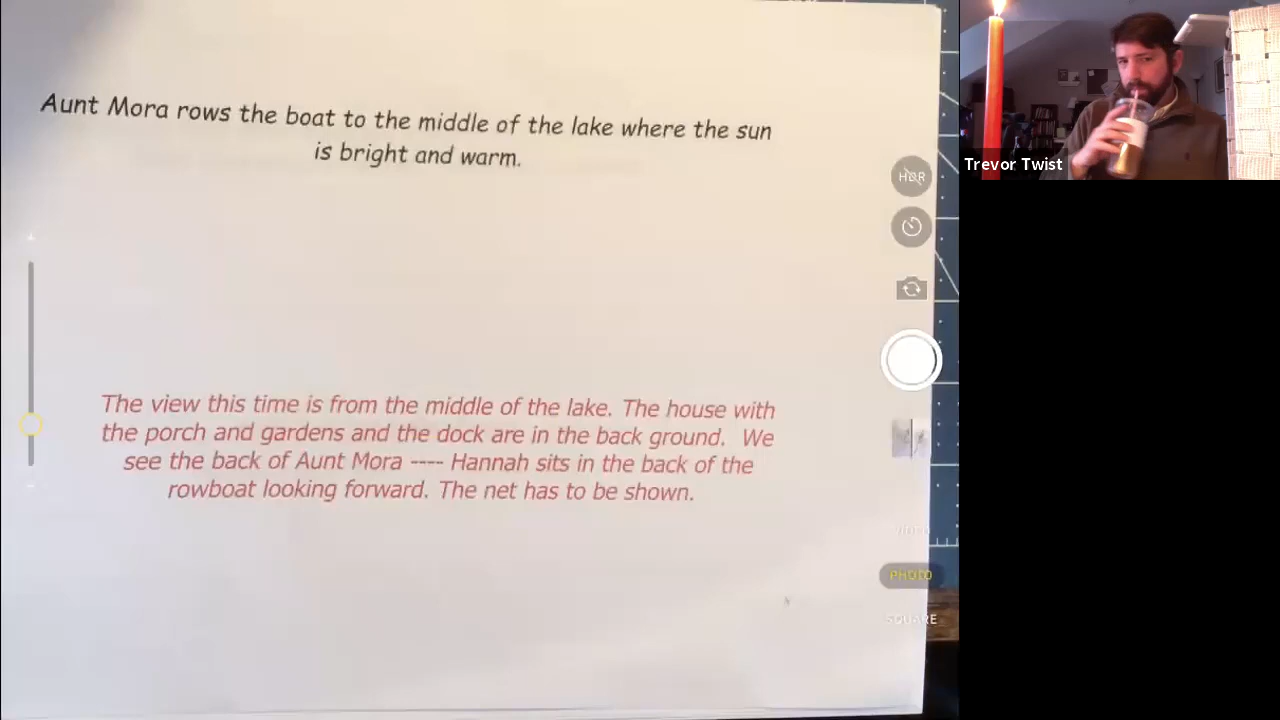 Aunt Mora rows the boat to the middle of the lake where the sun
is bright and warm.
HDR
The view this time is from the middle of the lake. The house with
the porch and gardens and the dock are in the back ground. We
see the back of Aunt Mora ---- Hannah sits in the back of the
rowboat looking forward. The net has to be shown.
PHOTO
SQUARE
Trevor Twist